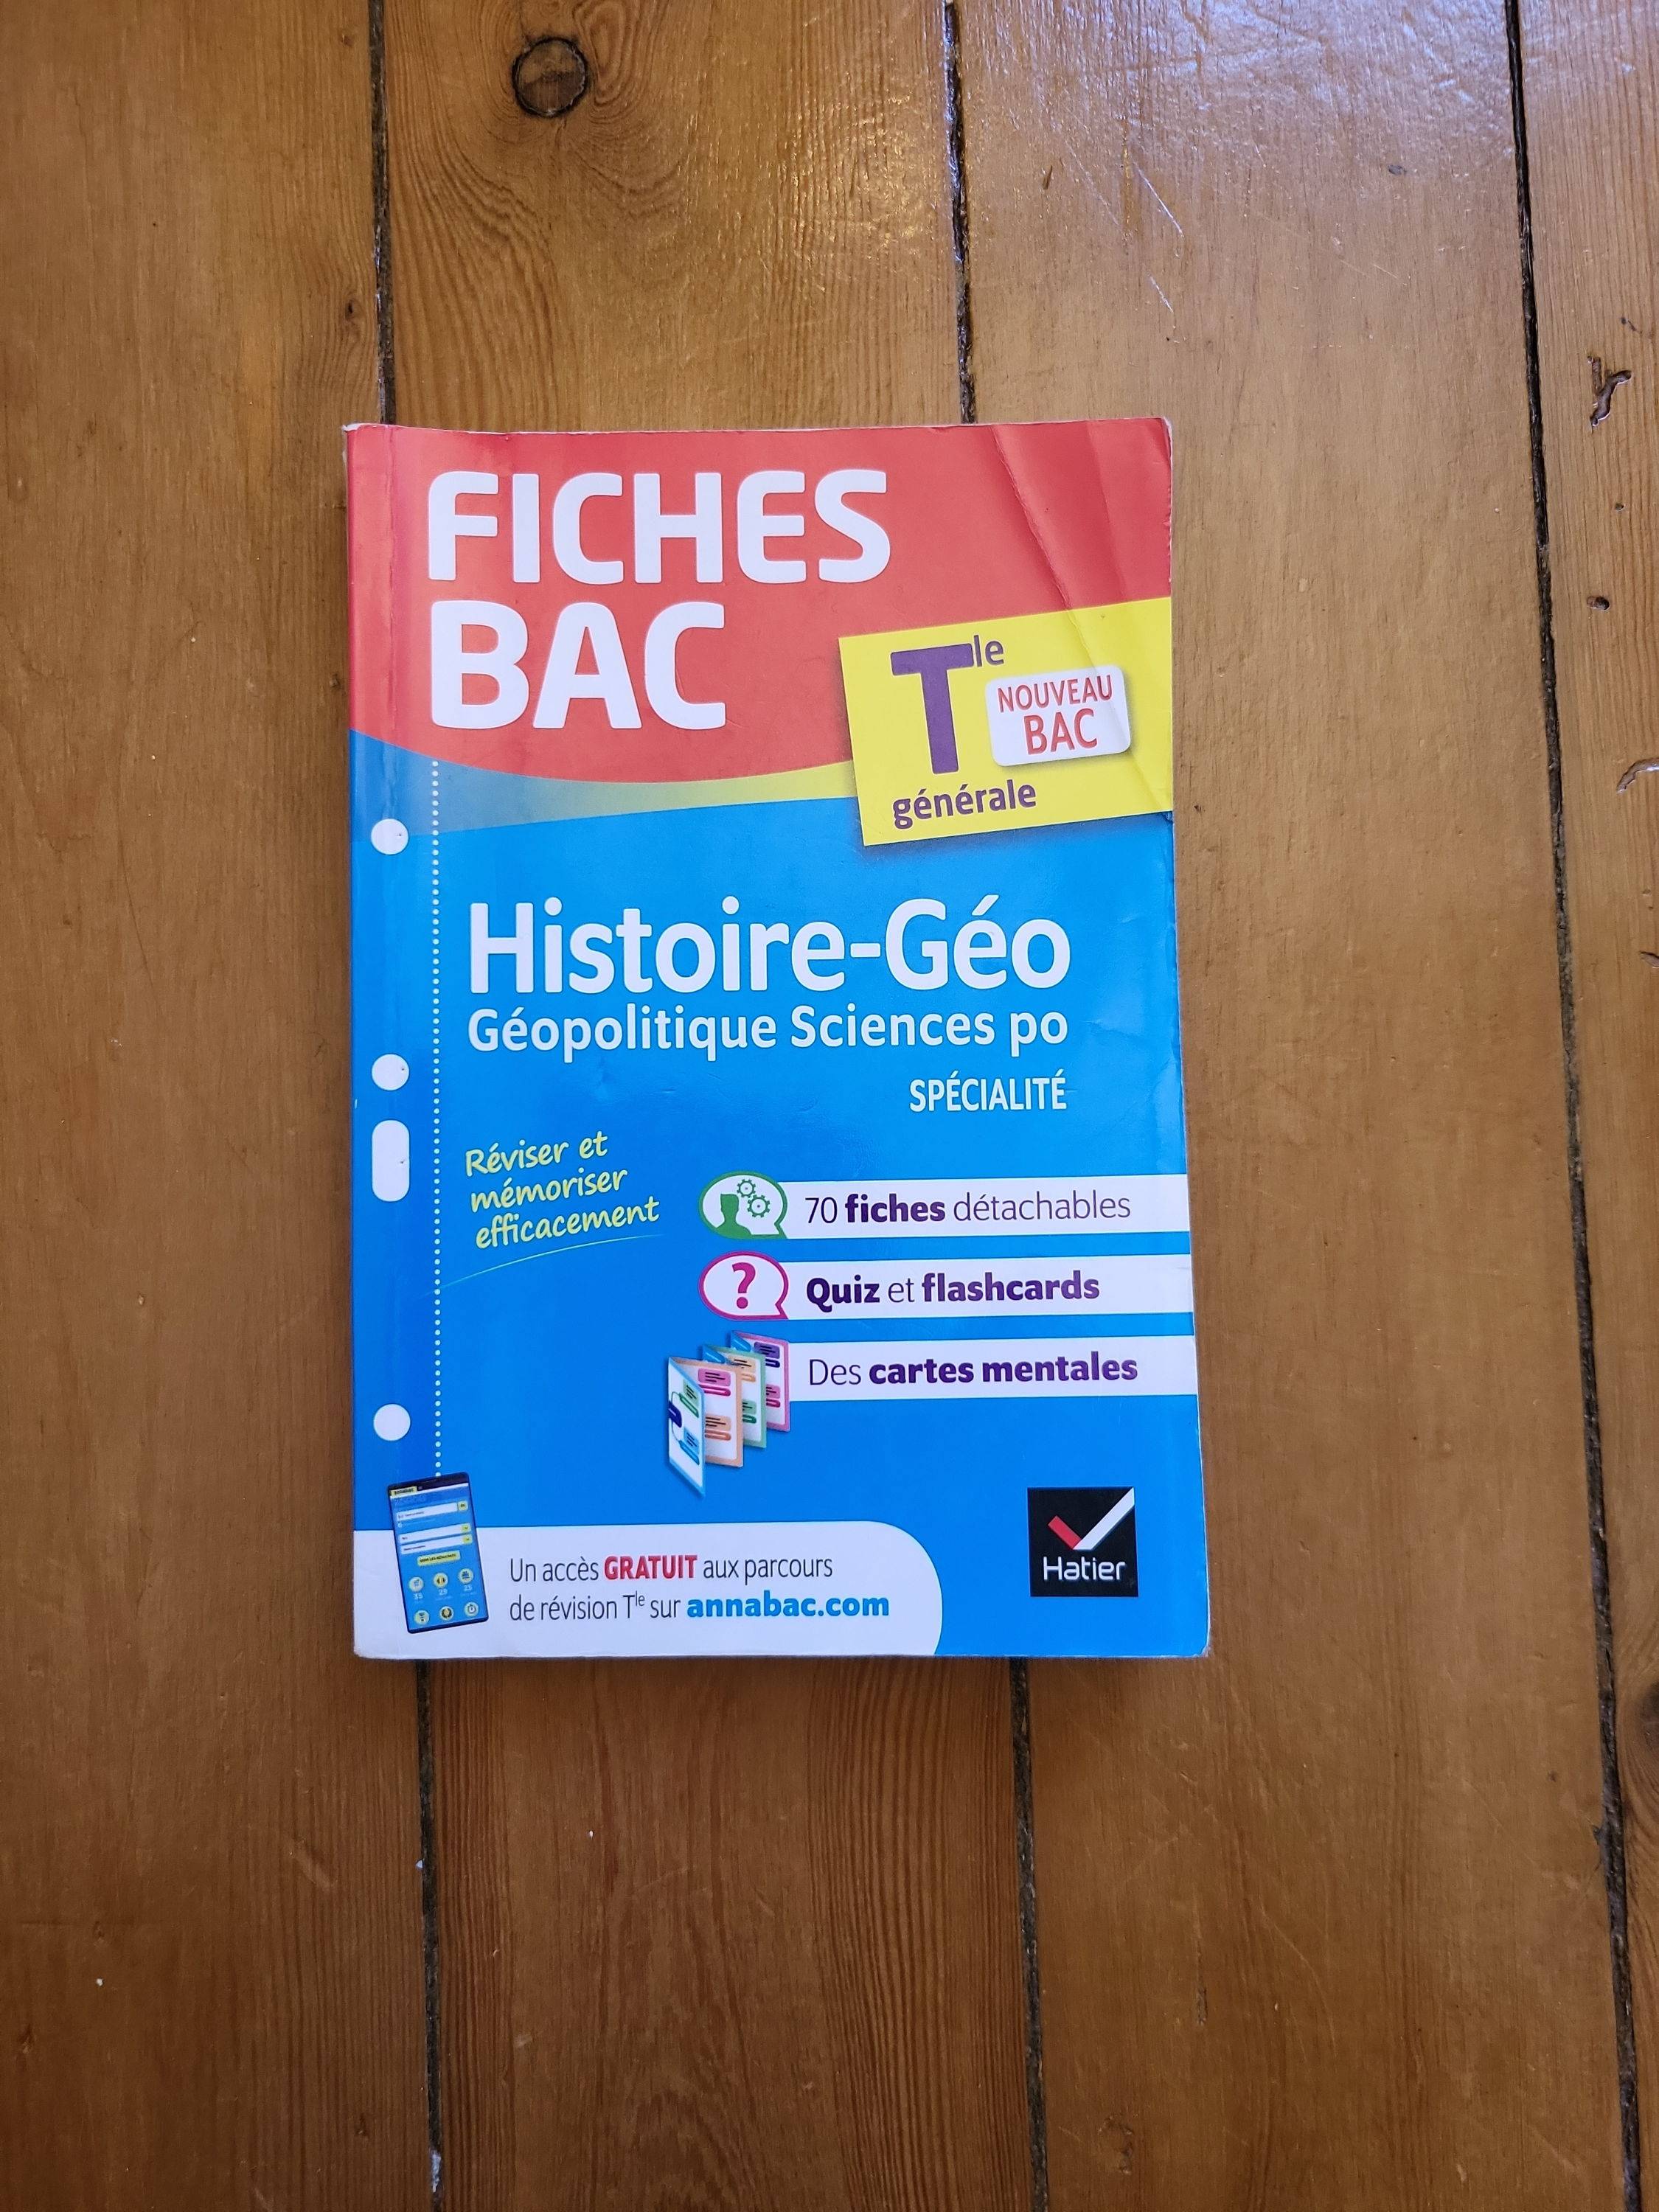 FICHES
BAC
Tle
NOUVEAU
BAC
générale
Histoire-Géo
Géopolitique Sciences po
SPÉCIALITÉ
Réviser et
mémoriser
efficacement
70 fiches détachables
?
Quiz et flashcards
Des cartes mentales
Hatier
Un accès GRATUIT aux parcours
de révision Tle sur annabac.com